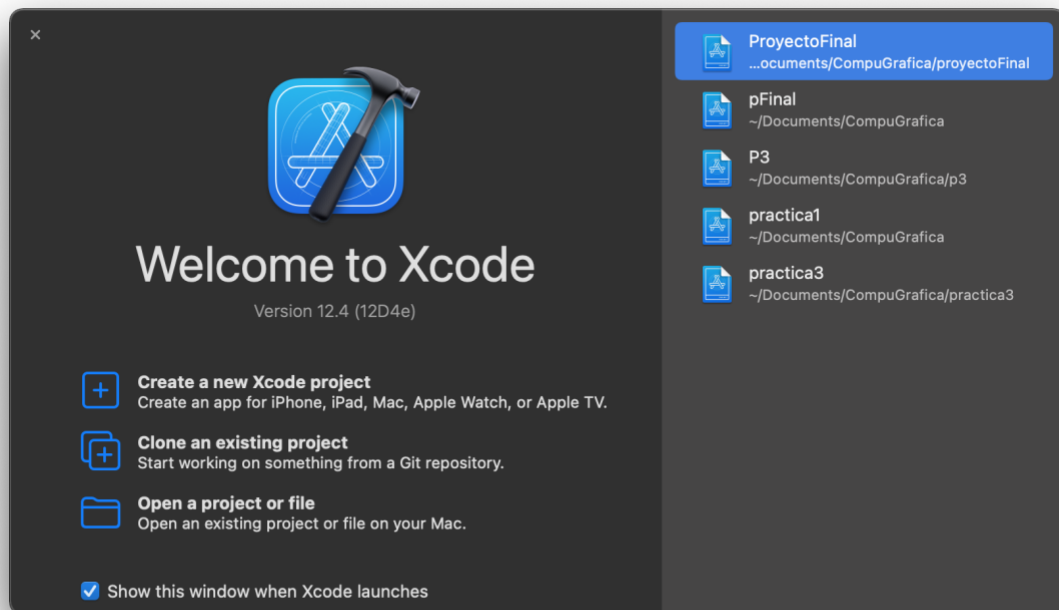 Welcome to Xcode
Version 12.4 (12D4e)
Create a new Xcode project
Create an app for iPhone, iPad, Mac, Apple Watch, or Apple TV.
Clone an existing project
Start working on something from a Git repository.
Open a project or file
Open an existing project or file on your Mac.
Show this window when Xcode launches
ProyectoFinal
...ocuments/CompuGrafica/proyectoFinal
pFinal
~/Documents/CompuGrafica
P3
~/Documents/CompuGrafica/p3
practica1
~/Documents/CompuGrafica
practica3
~/Documents/CompuGrafica/practica3